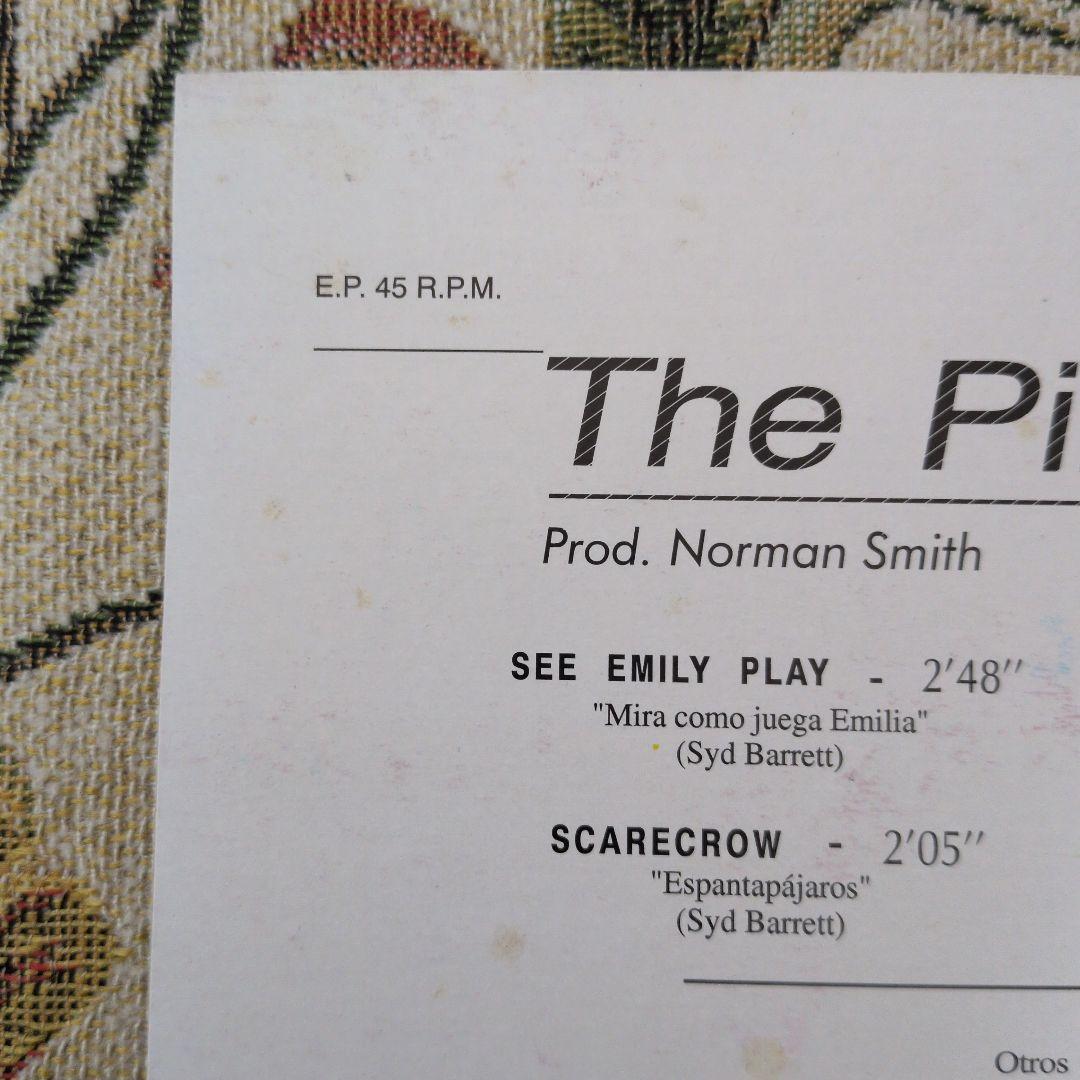 E.P. 45 R.P.M.
The Pi
Prod. Norman Smith
SEE EMILY PLAY - 2'48''
"Mira como juega Emilia"
(Syd Barrett)
SCARECROW - 2'05''
"Espantapájaros"
(Syd Barrett)
Otros